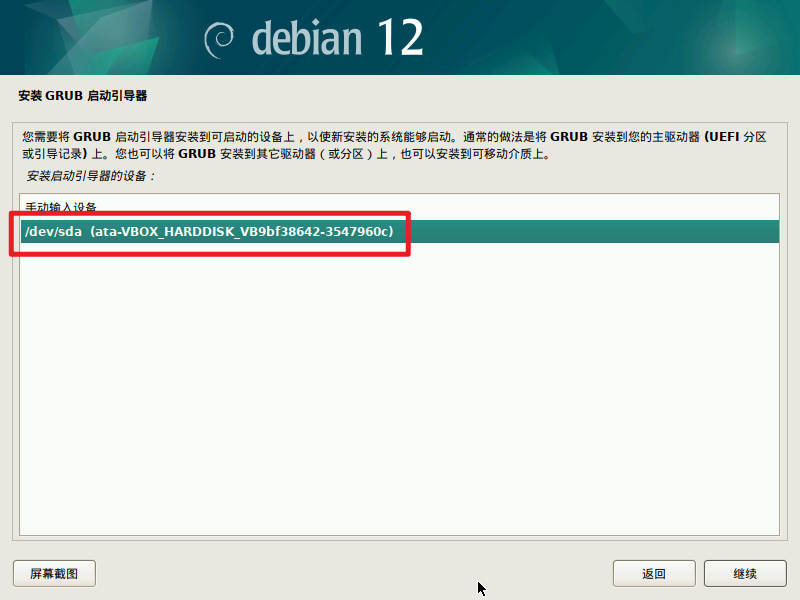 debian 12
安装 GRUB 启动引导器
您需要将 GRUB 启动引导器安装到可启动的设备上，以使新安装的系统能够启动。通常的做法是将 GRUB 安装到您的主驱动器 (UEFI 分区
或引导记录) 上。您也可以将 GRUB 安装到其它驱动器（或分区）上，也可以安装到可移动介质上。
安装启动引导器的设备：
手动输入设备
/dev/sda  (ata-VBOX_HARDDISK_VB9bf38642-3547960c)
屏幕截图
返回
继续